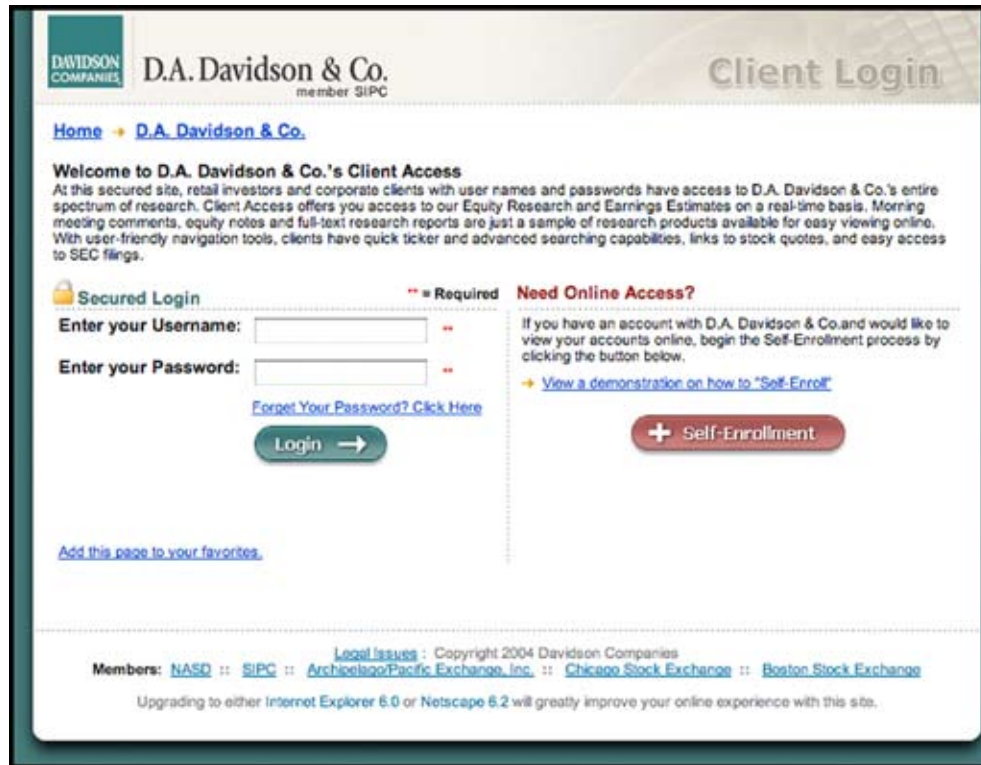 DAVIDSON
COMPANIES
D.A. Davidson & Co.
member SIPC
Client Login
Home → D.A. Davidson & Co.
Welcome to D.A. Davidson & Co.'s Client Access
At this secured site, retail investors and corporate clients with user names and passwords have access to D.A. Davidson & Co.'s entire
spectrum of research. Client Access offers you access to our Equity Research and Earnings Estimates on a real-time basis. Morning
meeting comments, equity notes and full-text research reports are just a sample of research products available for easy viewing online.
With user-friendly navigation tools, clients have quick ticker and advanced searching capabilities, links to stock quotes, and easy access
to SEC filings.
Secured Login
** = Required
Enter your Username: **
Enter your Password: **
Forget Your Password? Click Here
Login →
Add this page to your favorites.
Need Online Access?
If you have an account with D.A. Davidson & Co.and would like to
view your accounts online, begin the Self-Enrollment process by
clicking the button below.
→ View a demonstration on how to "Self-Enroll"
+ Self-Enrollment
Legal Issues : Copyright 2004 Davidson Companies
Members: NASD :: SIPC :: Archipelago/Pacific Exchange, Inc. :: Chicago Stock Exchange :: Boston Stock Exchange
Upgrading to either Internet Explorer 6.0 or Netscape 6.2 will greatly improve your online experience with this site.